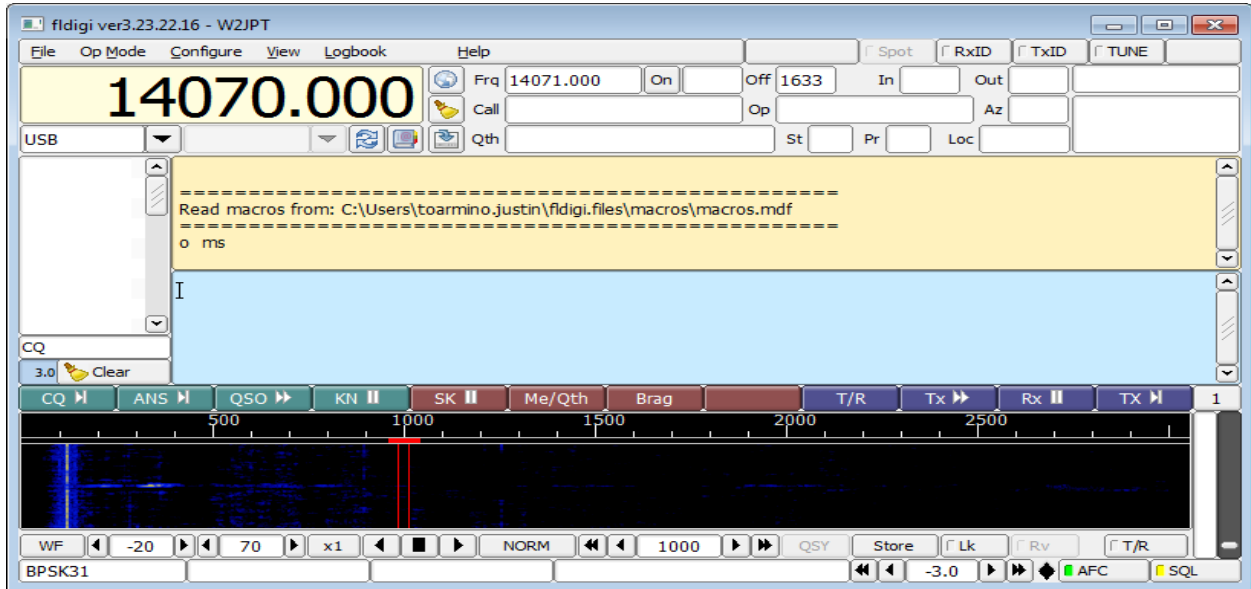 fldigi ver3.23.22.16 - W2JPT
File Op Mode Configure View Logbook Help Spot RxID TxID TUNE
14070.000 Frq 14071.000 On Off 1633 In Out
Call Op Az
USB Qth St Pr Loc
==================================================
Read macros from: C:\Users\toarmino.justin\fldigi.files\macros\macros.mdf
==================================================
o ms
CQ
3.0 Clear
CQ ANS QSO KN SK Me/Qth Brag T/R Tx Rx TX 1
500 1000 1500 2000 2500
WF -20 70 x1 NORM 1000 QSY Store Lk Rv T/R
BPSK31 -3.0 AFC SQL